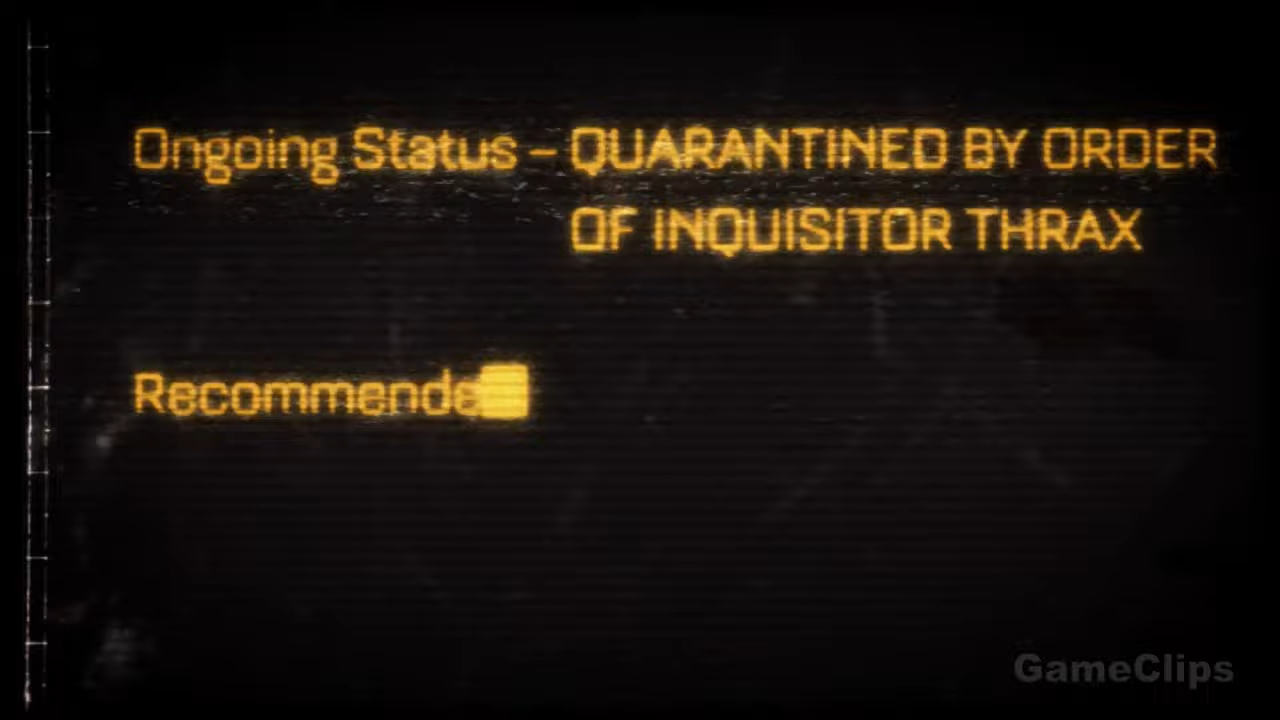 Ongoing Status – QUARANTINED BY ORDER
OF INQUISITOR THRAX
Recommende
GameClips